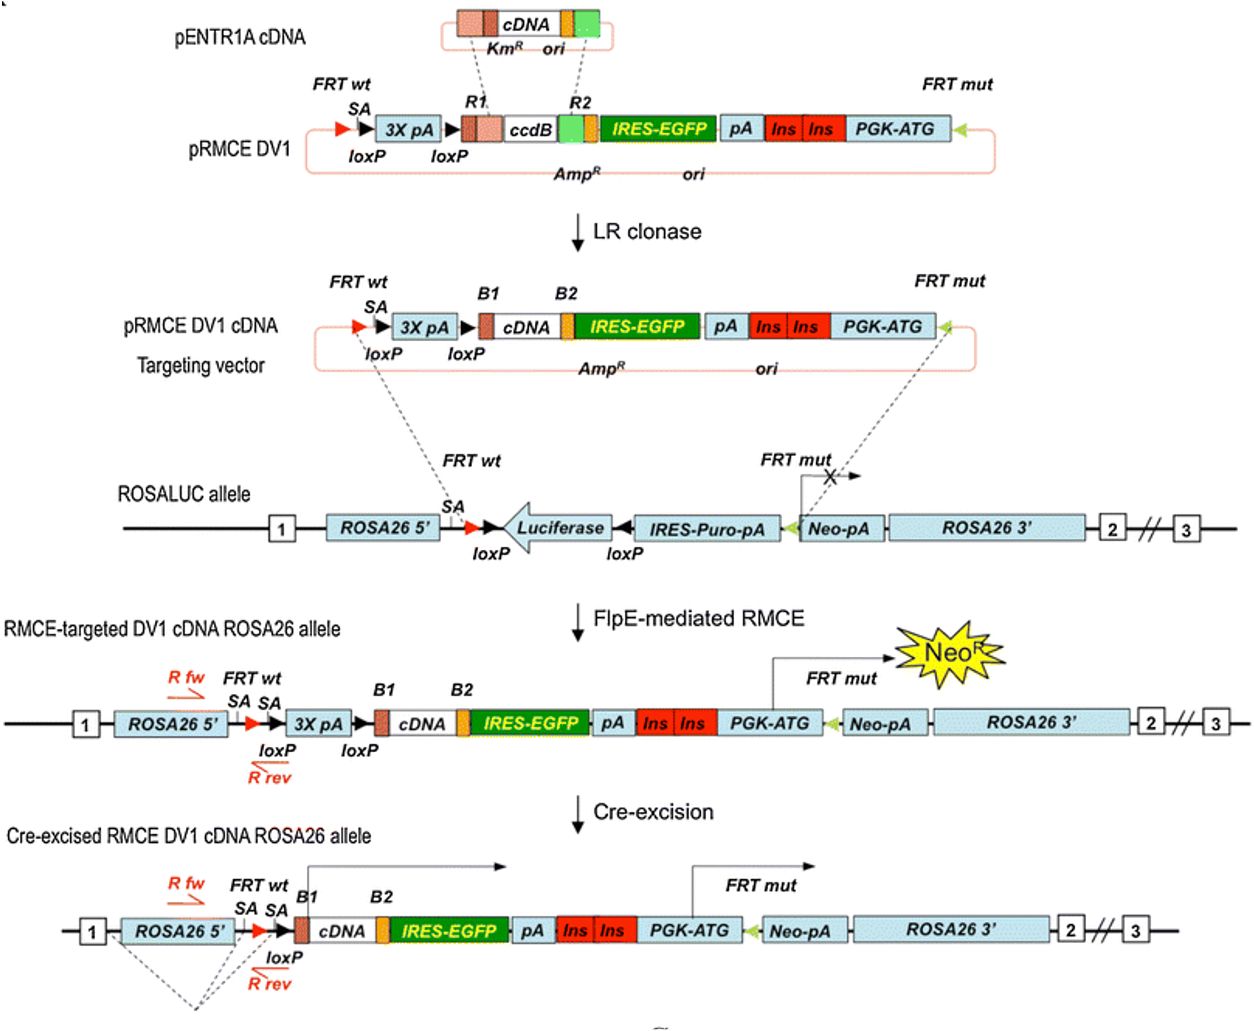 pENTR1A cDNA
cDNA
Km^R ori
FRT wt
FRT mut
SA
R1
R2
3X pA
ccdB
IRES-EGFP
pA
Ins
Ins
PGK-ATG
pRMCE DV1
loxP
loxP
Amp^R
ori
LR clonase
FRT wt
FRT mut
SA
B1
B2
pRMCE DV1 cDNA
3X pA
cDNA
IRES-EGFP
pA
Ins
Ins
PGK-ATG
loxP
loxP
Targeting vector
Amp^R
ori
FRT wt
FRT mut
X
ROSALUC allele
SA
1
ROSA26 5’
Luciferase
IRES-Puro-pA
Neo-pA
ROSA26 3’
2
3
loxP
loxP
FlpE-mediated RMCE
RMCE-targeted DV1 cDNA ROSA26 allele
Neo^R
R fw
FRT wt
FRT mut
SA
SA
B1
B2
1
ROSA26 5’
3X pA
cDNA
IRES-EGFP
pA
Ins
Ins
PGK-ATG
Neo-pA
ROSA26 3’
2
3
loxP
loxP
R rev
Cre-excision
Cre-excised RMCE DV1 cDNA ROSA26 allele
R fw
FRT wt
FRT mut
SA
SA
B1
B2
1
ROSA26 5’
cDNA
IRES-EGFP
pA
Ins
Ins
PGK-ATG
Neo-pA
ROSA26 3’
2
3
loxP
R rev